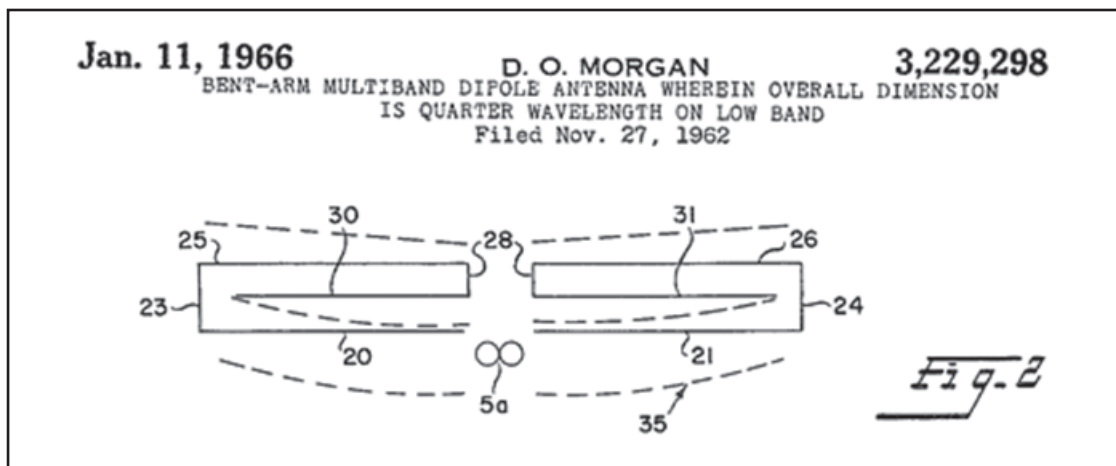 Jan. 11, 1966 D. O. MORGAN 3,229,298
BENT-ARM MULTIBAND DIPOLE ANTENNA WHEREIN OVERALL DIMENSION
IS QUARTER WAVELENGTH ON LOW BAND
Filed Nov. 27, 1962
30 31
25 28 26
23 24
20 21
5a
35
Fig. 2